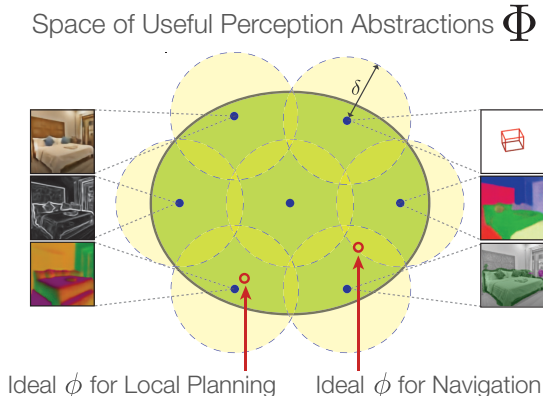 Space of Useful Perception Abstractions Φ
δ
Ideal ϕ for Local Planning
Ideal ϕ for Navigation